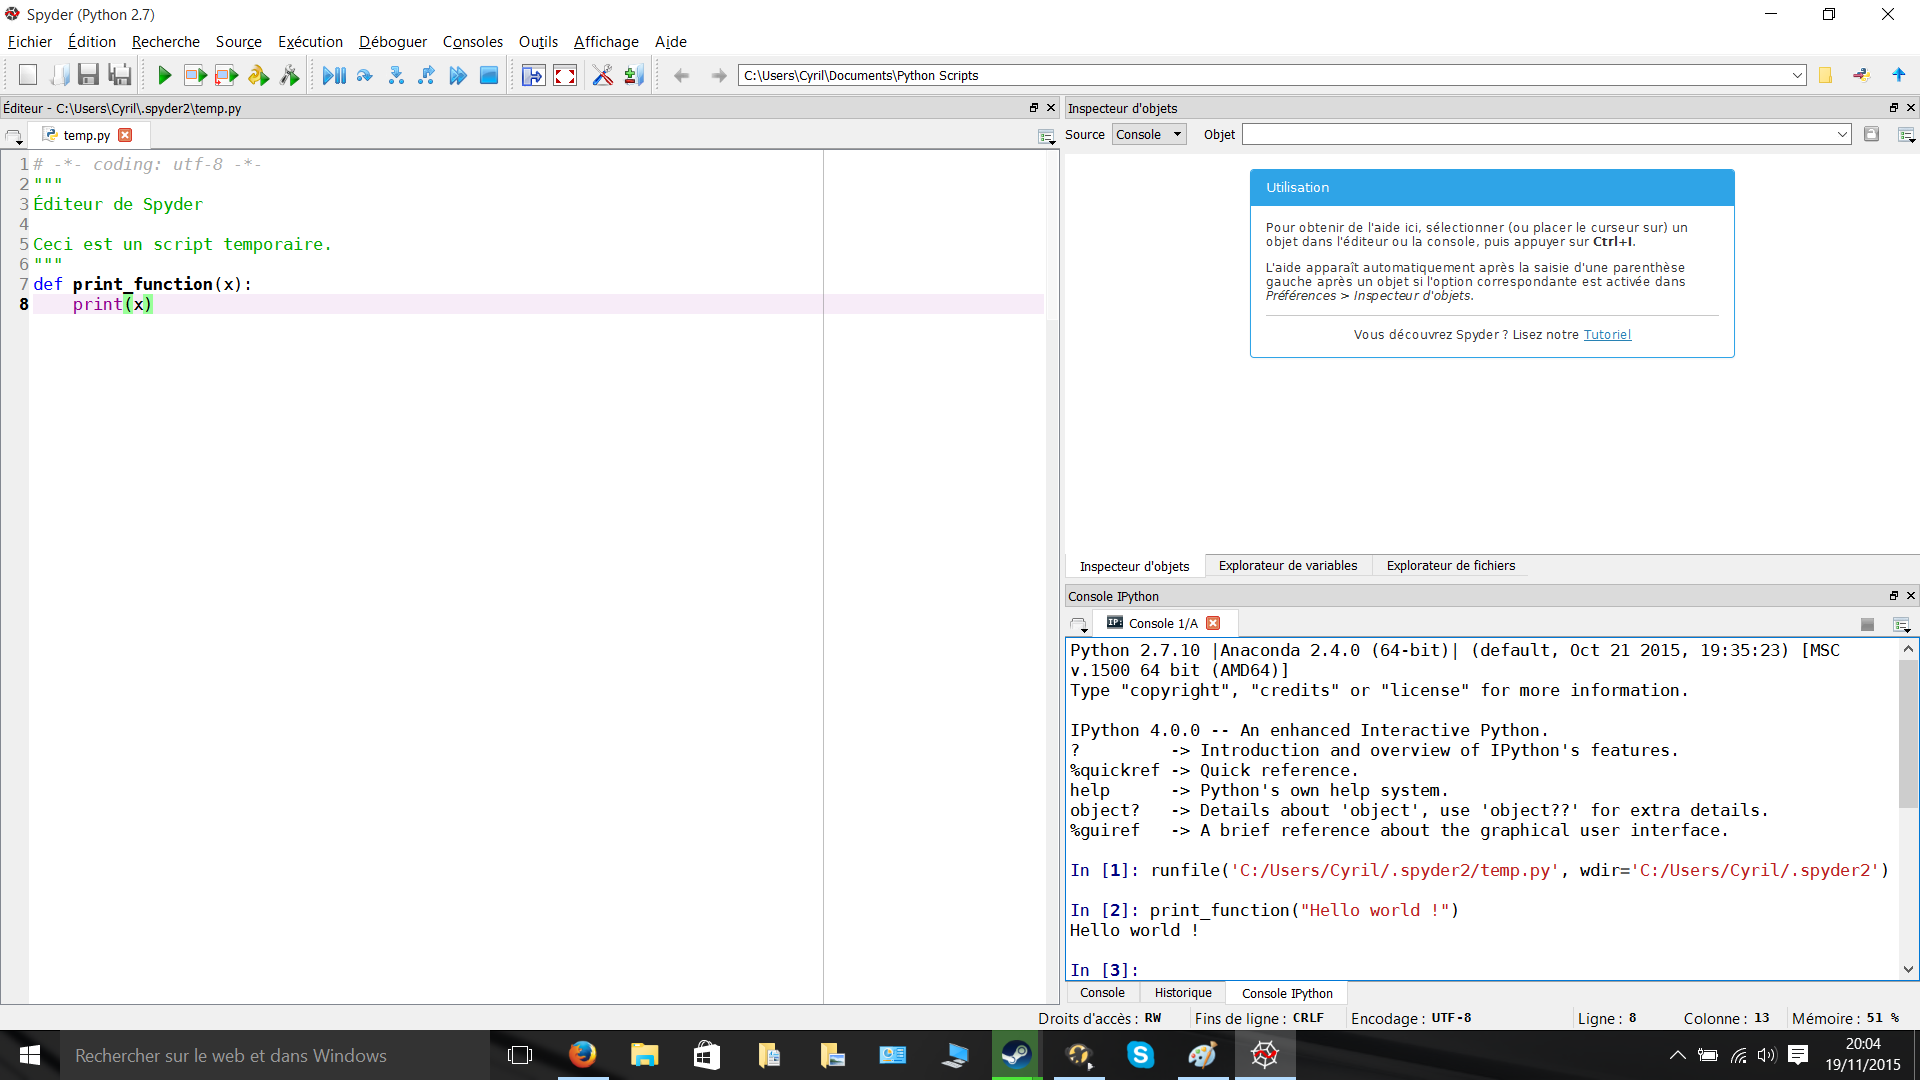 Spyder (Python 2.7)
Fichier Édition Recherche Source Exécution Déboguer Consoles Outils Affichage Aide
C:\Users\Cyril\Documents\Python Scripts
Éditeur - C:\Users\Cyril\.spyder2\temp.py
temp.py
1 # -*- coding: utf-8 -*-
2 """
3 Éditeur de Spyder
4
5 Ceci est un script temporaire.
6 """
7 def print_function(x):
8     print(x)
Inspecteur d'objets
Source Console Objet
Utilisation
Pour obtenir de l'aide ici, sélectionner (ou placer le curseur sur) un
objet dans l'éditeur ou la console, puis appuyer sur Ctrl+I.
L'aide apparaît automatiquement après la saisie d'une parenthèse
gauche après un objet si l'option correspondante est activée dans
Préférences > Inspecteur d'objets.
Vous découvrez Spyder ? Lisez notre Tutoriel
Inspecteur d'objets Explorateur de variables Explorateur de fichiers
Console IPython
IP: Console 1/A
Python 2.7.10 |Anaconda 2.4.0 (64-bit)| (default, Oct 21 2015, 19:35:23) [MSC
v.1500 64 bit (AMD64)]
Type "copyright", "credits" or "license" for more information.
IPython 4.0.0 -- An enhanced Interactive Python.
?         -> Introduction and overview of IPython's features.
%quickref -> Quick reference.
help      -> Python's own help system.
object?   -> Details about 'object', use 'object??' for extra details.
%guiref   -> A brief reference about the graphical user interface.
In [1]: runfile('C:/Users/Cyril/.spyder2/temp.py', wdir='C:/Users/Cyril/.spyder2')
In [2]: print_function("Hello world !")
Hello world !
In [3]:
Console Historique Console IPython
Droits d'accès : RW Fins de ligne : CRLF Encodage : UTF-8 Ligne : 8 Colonne : 13 Mémoire : 51 %
Rechercher sur le web et dans Windows
20:04
19/11/2015